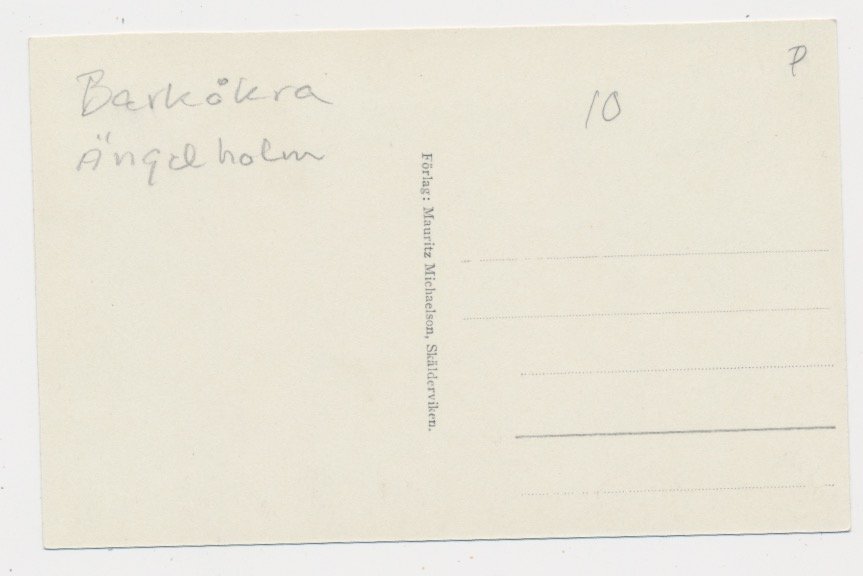 Barkåkra
Ängelholm
Förlag: Mauritz Michaelson, Skälderviken.
10
P